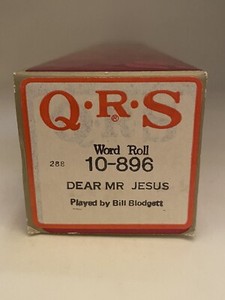 Q·R·S
®
Word Roll
288 10-896
DEAR MR JESUS
Played by Bill Blodgett